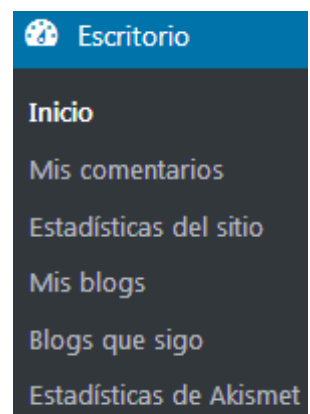 Escritorio
Inicio
Mis comentarios
Estadísticas del sitio
Mis blogs
Blogs que sigo
Estadísticas de Akismet